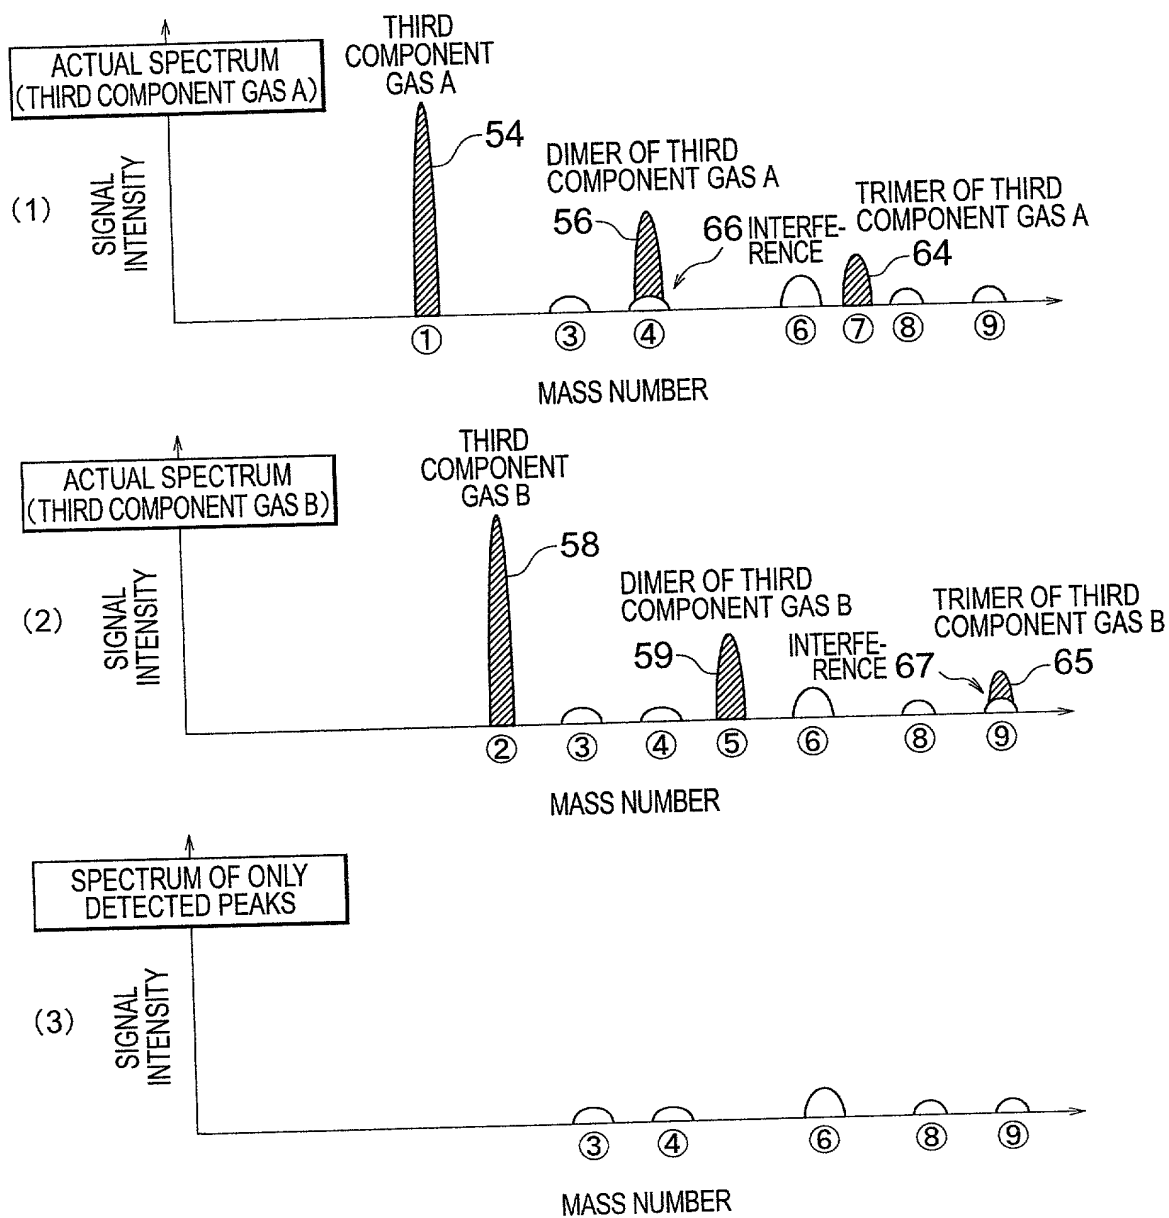 ACTUAL SPECTRUM
(THIRD COMPONENT GAS A)
THIRD
COMPONENT
GAS A
54
DIMER OF THIRD
COMPONENT GAS A
56
66 INTERFE-
RENCE
TRIMER OF THIRD
COMPONENT GAS A
64
(1)
SIGNAL
INTENSITY
① ③ ④ ⑥ ⑦ ⑧ ⑨
MASS NUMBER
ACTUAL SPECTRUM
(THIRD COMPONENT GAS B)
THIRD
COMPONENT
GAS B
58
DIMER OF THIRD
COMPONENT GAS B
59
INTERFE-
RENCE 67
TRIMER OF THIRD
COMPONENT GAS B
65
(2)
SIGNAL
INTENSITY
② ③ ④ ⑤ ⑥ ⑧ ⑨
MASS NUMBER
SPECTRUM OF ONLY
DETECTED PEAKS
(3)
SIGNAL
INTENSITY
③ ④ ⑥ ⑧ ⑨
MASS NUMBER